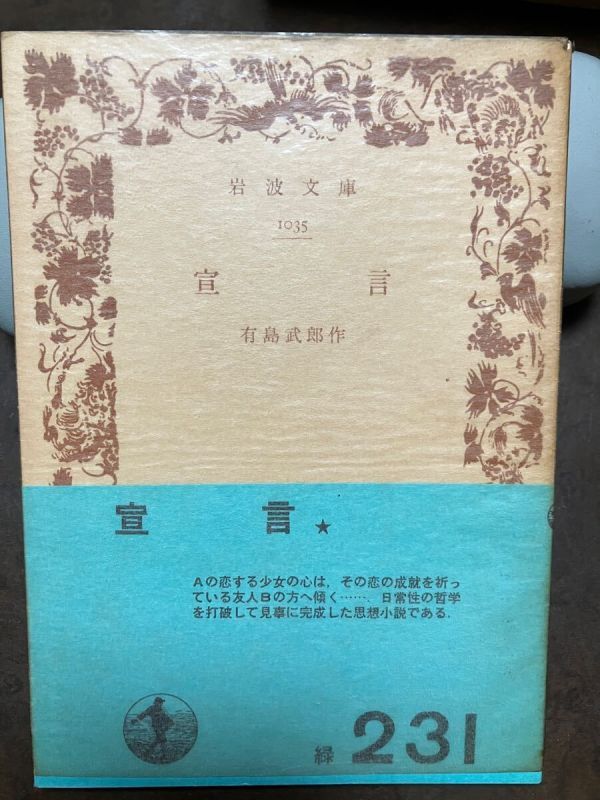 岩波文庫
1035
宣言
有島武郎作
宣言★
Aの恋する少女の心は，その恋の成就を祈っ
ている友人Bの方へ傾く……．日常性の哲学
を打破して見事に完成した思想小説である．
緑 231